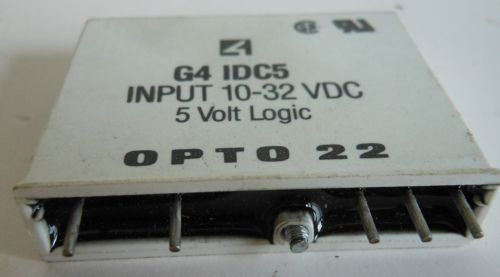 G4 IDC5
INPUT 10-32 VDC
5 Volt Logic
OPTO 22